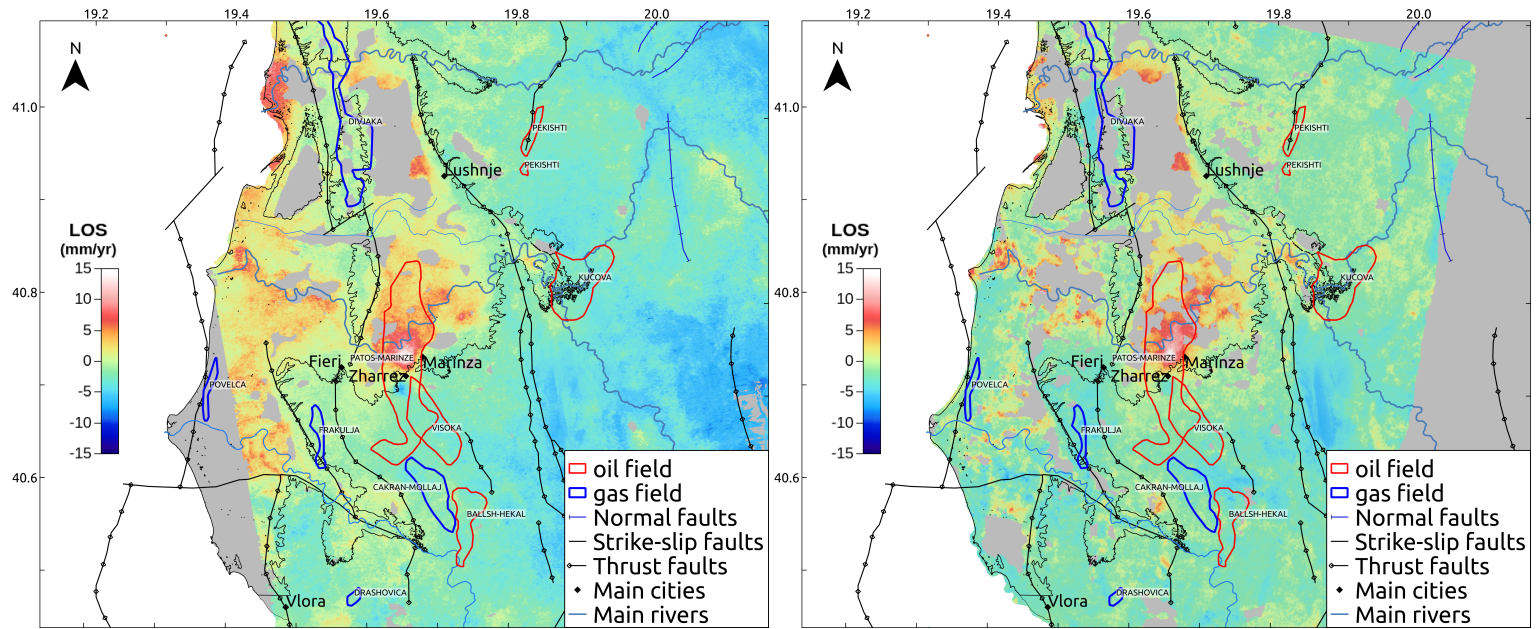 19.2 19.4 19.6 19.8 20.0
N
41.0
DIVJAKA
PEKISHTI
PEKISHTI
Lushnje
LOS
(mm/yr)
15
10
5
0
-5
-10
-15
40.8
KUCOVA
PATOS-MARINZE
Fieri
Marinza
Zharrez
POVELCA
FRAKULJA
VISOKA
40.6
CAKRAN-MOLLAJ
BALLSH-HEKAL
DRASHOVICA
Vlora
oil field
gas field
Normal faults
Strike-slip faults
Thrust faults
Main cities
Main rivers
19.2 19.4 19.6 19.8 20.0
N
41.0
DIVJAKA
PEKISHTI
PEKISHTI
Lushnje
LOS
(mm/yr)
15
10
5
0
-5
-10
-15
40.8
KUCOVA
PATOS-MARINZE
Fieri
Marinza
Zharrez
POVELCA
FRAKULJA
VISOKA
40.6
CAKRAN-MOLLAJ
BALLSH-HEKAL
DRASHOVICA
Vlora
oil field
gas field
Normal faults
Strike-slip faults
Thrust faults
Main cities
Main rivers